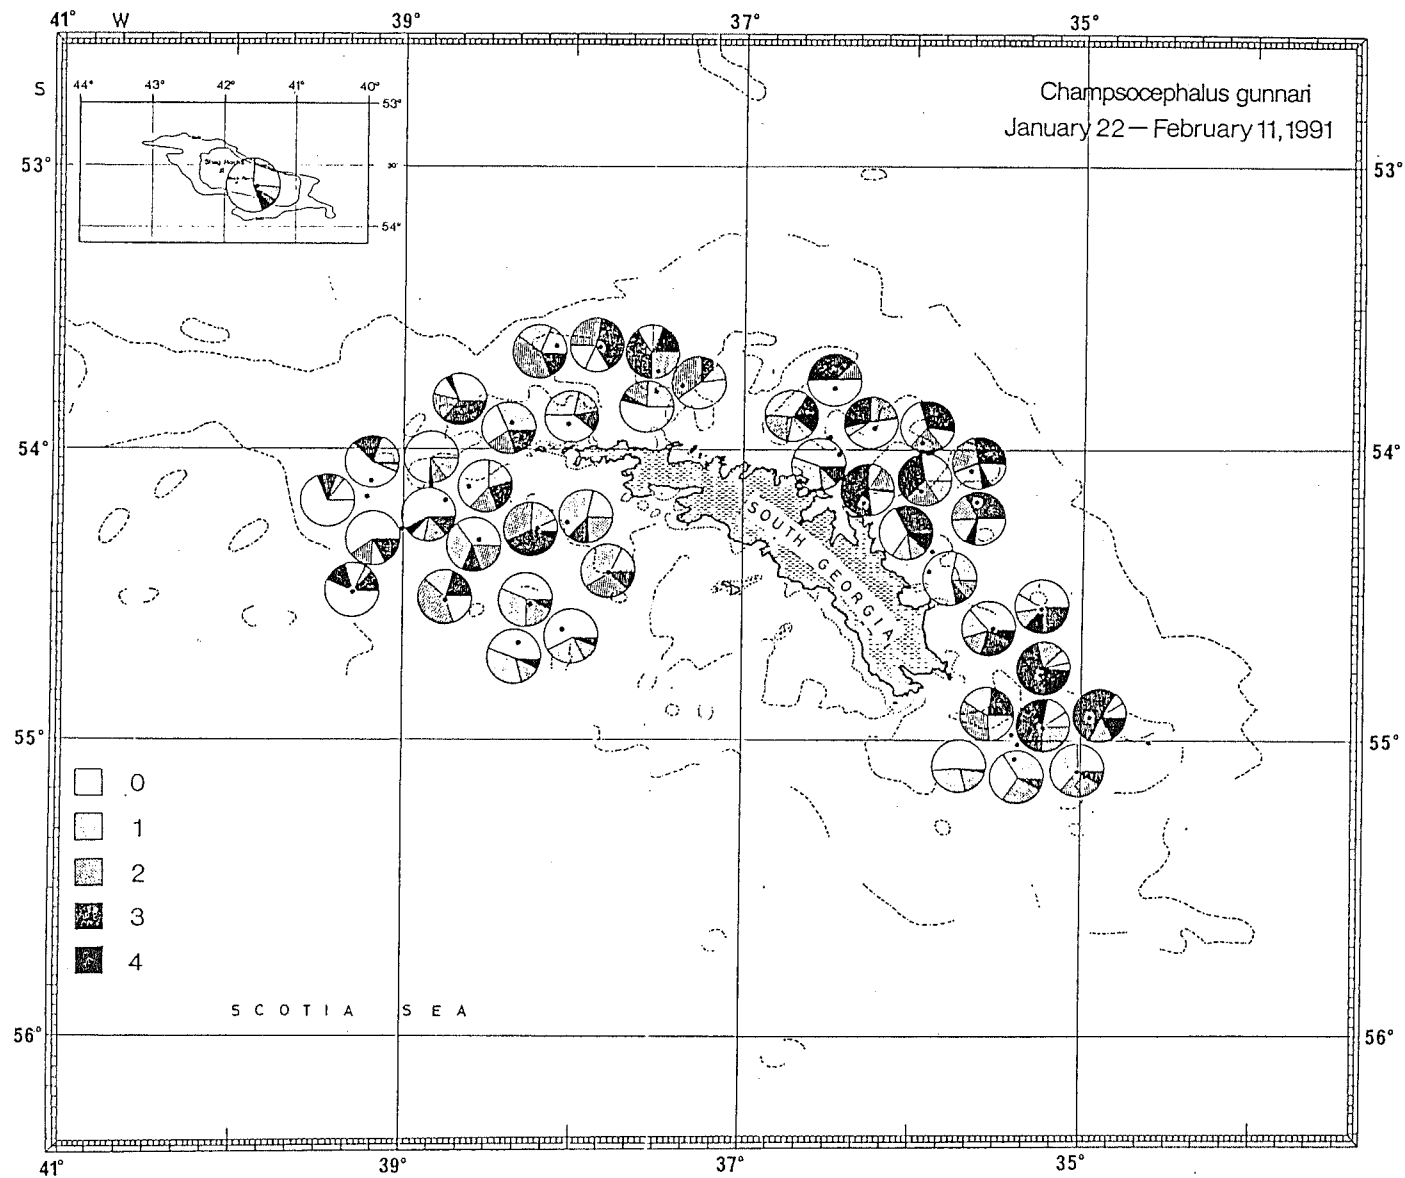 41° W 39° 37° 35°
S
44° 43° 42° 41° 40°
53°
30'
54°
Champsocephalus gunnari
January 22 — February 11, 1991
53° 53°
54° 54°
SOUTH GEORGIA
55° 55°
0
1
2
3
4
SCOTIA SEA
56° 56°
41° 39° 37° 35°